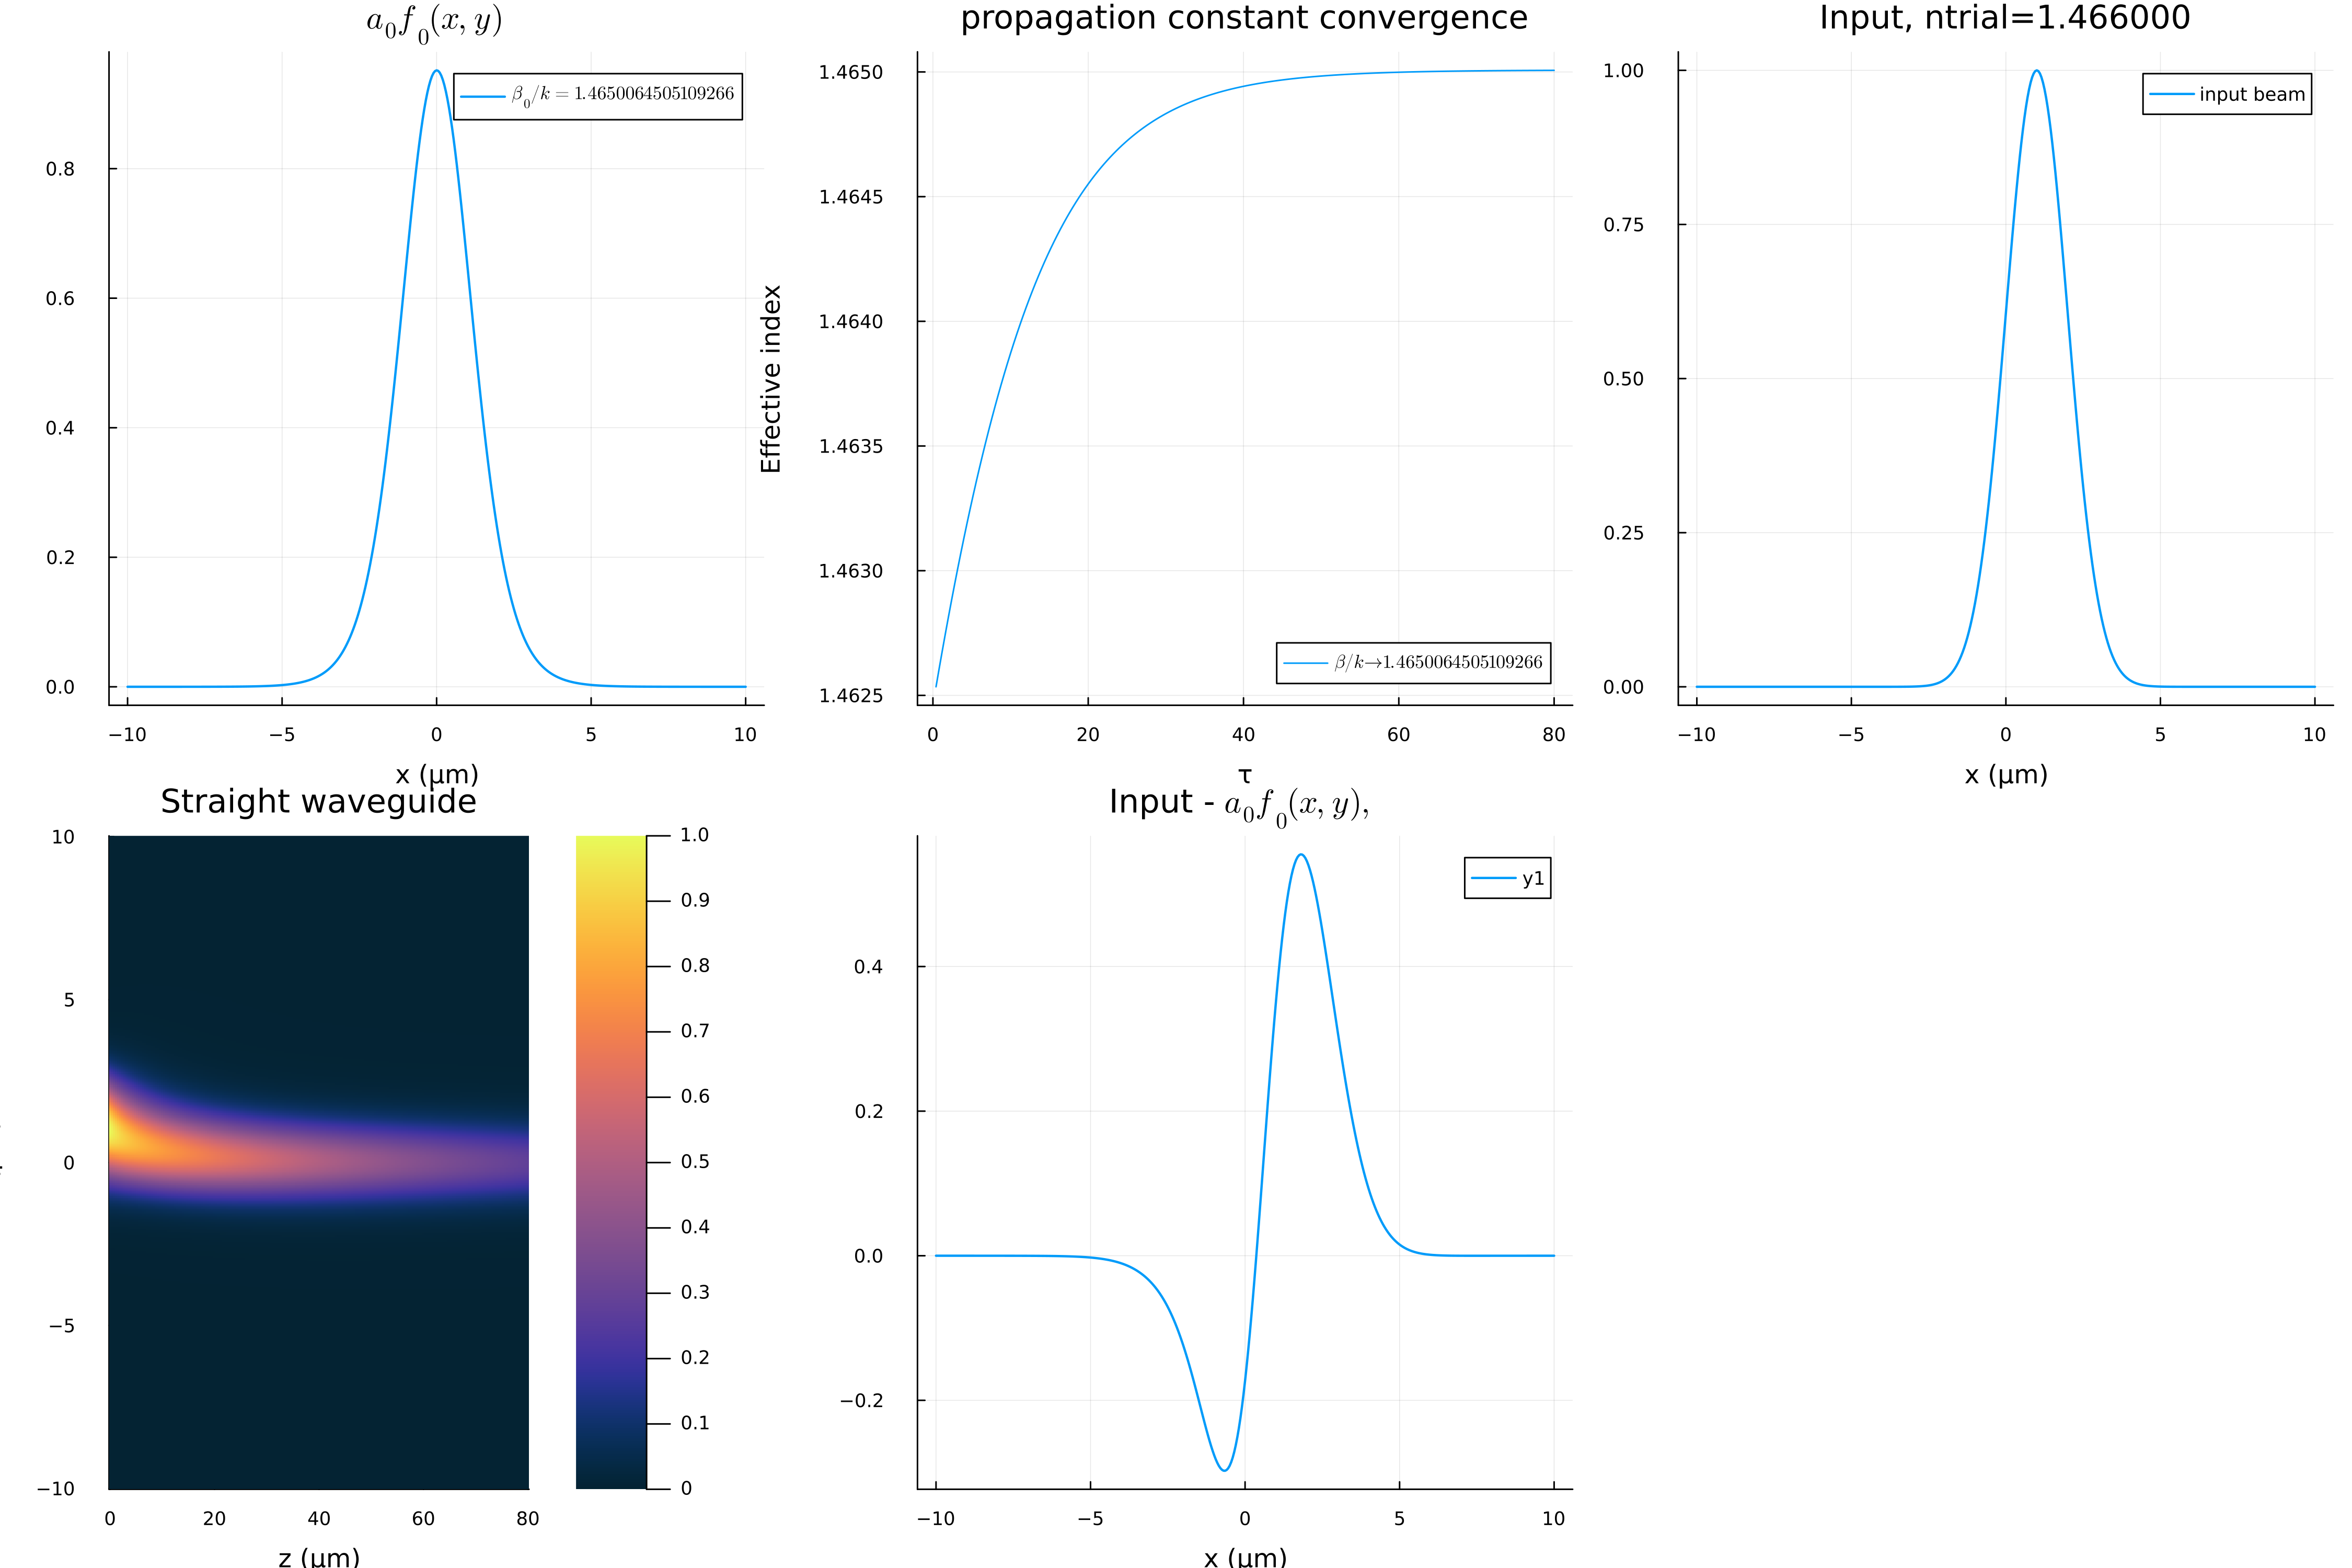 a₀f₀(x, y)
β₀/k = 1.4650064505109266
0.8
0.6
0.4
0.2
0.0
−10 −5 0 5 10
x (μm)
propagation constant convergence
Effective index
1.4650
1.4645
1.4640
1.4635
1.4630
1.4625
β/k→1.4650064505109266
0 20 40 60 80
τ
Input, ntrial=1.466000
input beam
1.00
0.75
0.50
0.25
0.00
−10 −5 0 5 10
x (μm)
Straight waveguide
10
5
0
−5
−10
0 20 40 60 80
z (μm)
1.0
0.9
0.8
0.7
0.6
0.5
0.4
0.3
0.2
0.1
0
Input - a₀f₀(x, y),
y1
0.4
0.2
0.0
−0.2
−10 −5 0 5 10
x (μm)